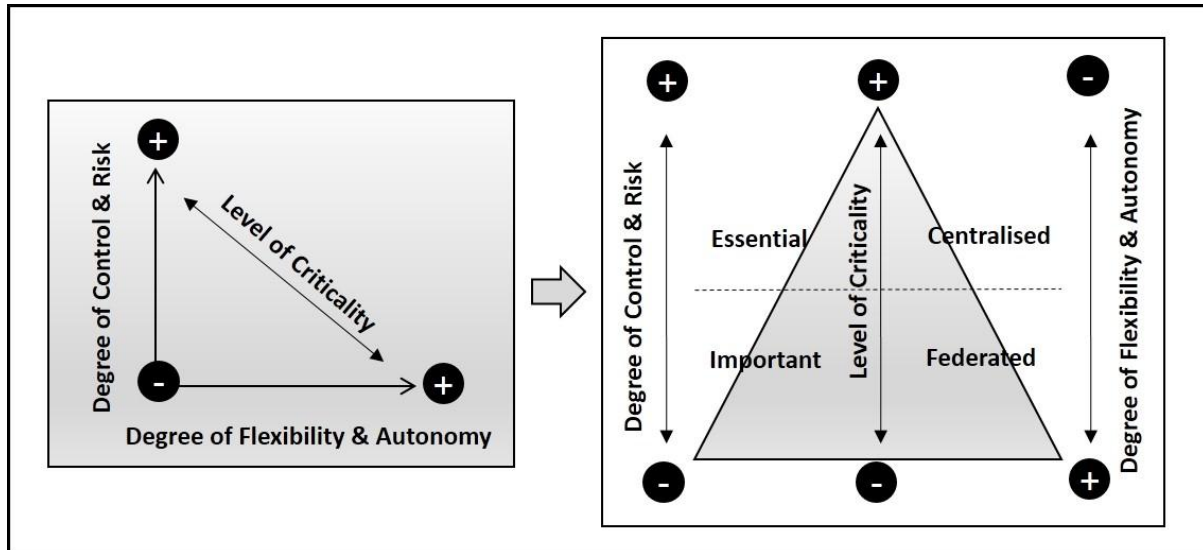 +
Degree of Control & Risk
Level of Criticality
-
+
Degree of Flexibility & Autonomy
+
+
-
Degree of Control & Risk
Essential
Level of Criticality
Centralised
Degree of Flexibility & Autonomy
Important
Federated
-
-
+